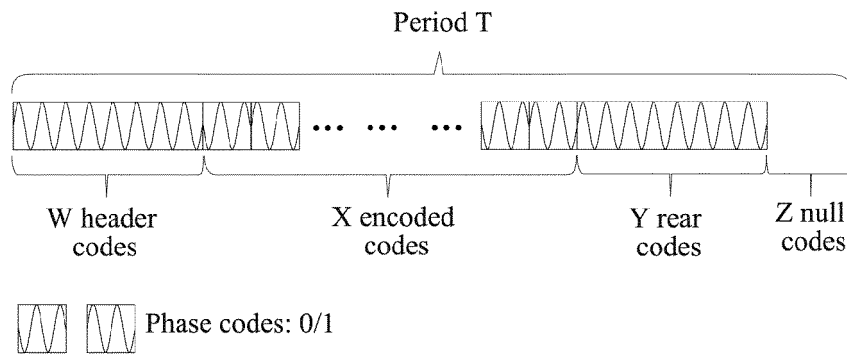 Period T
... ... ...
W header
codes
X encoded
codes
Y rear
codes
Z null
codes
Phase codes: 0/1